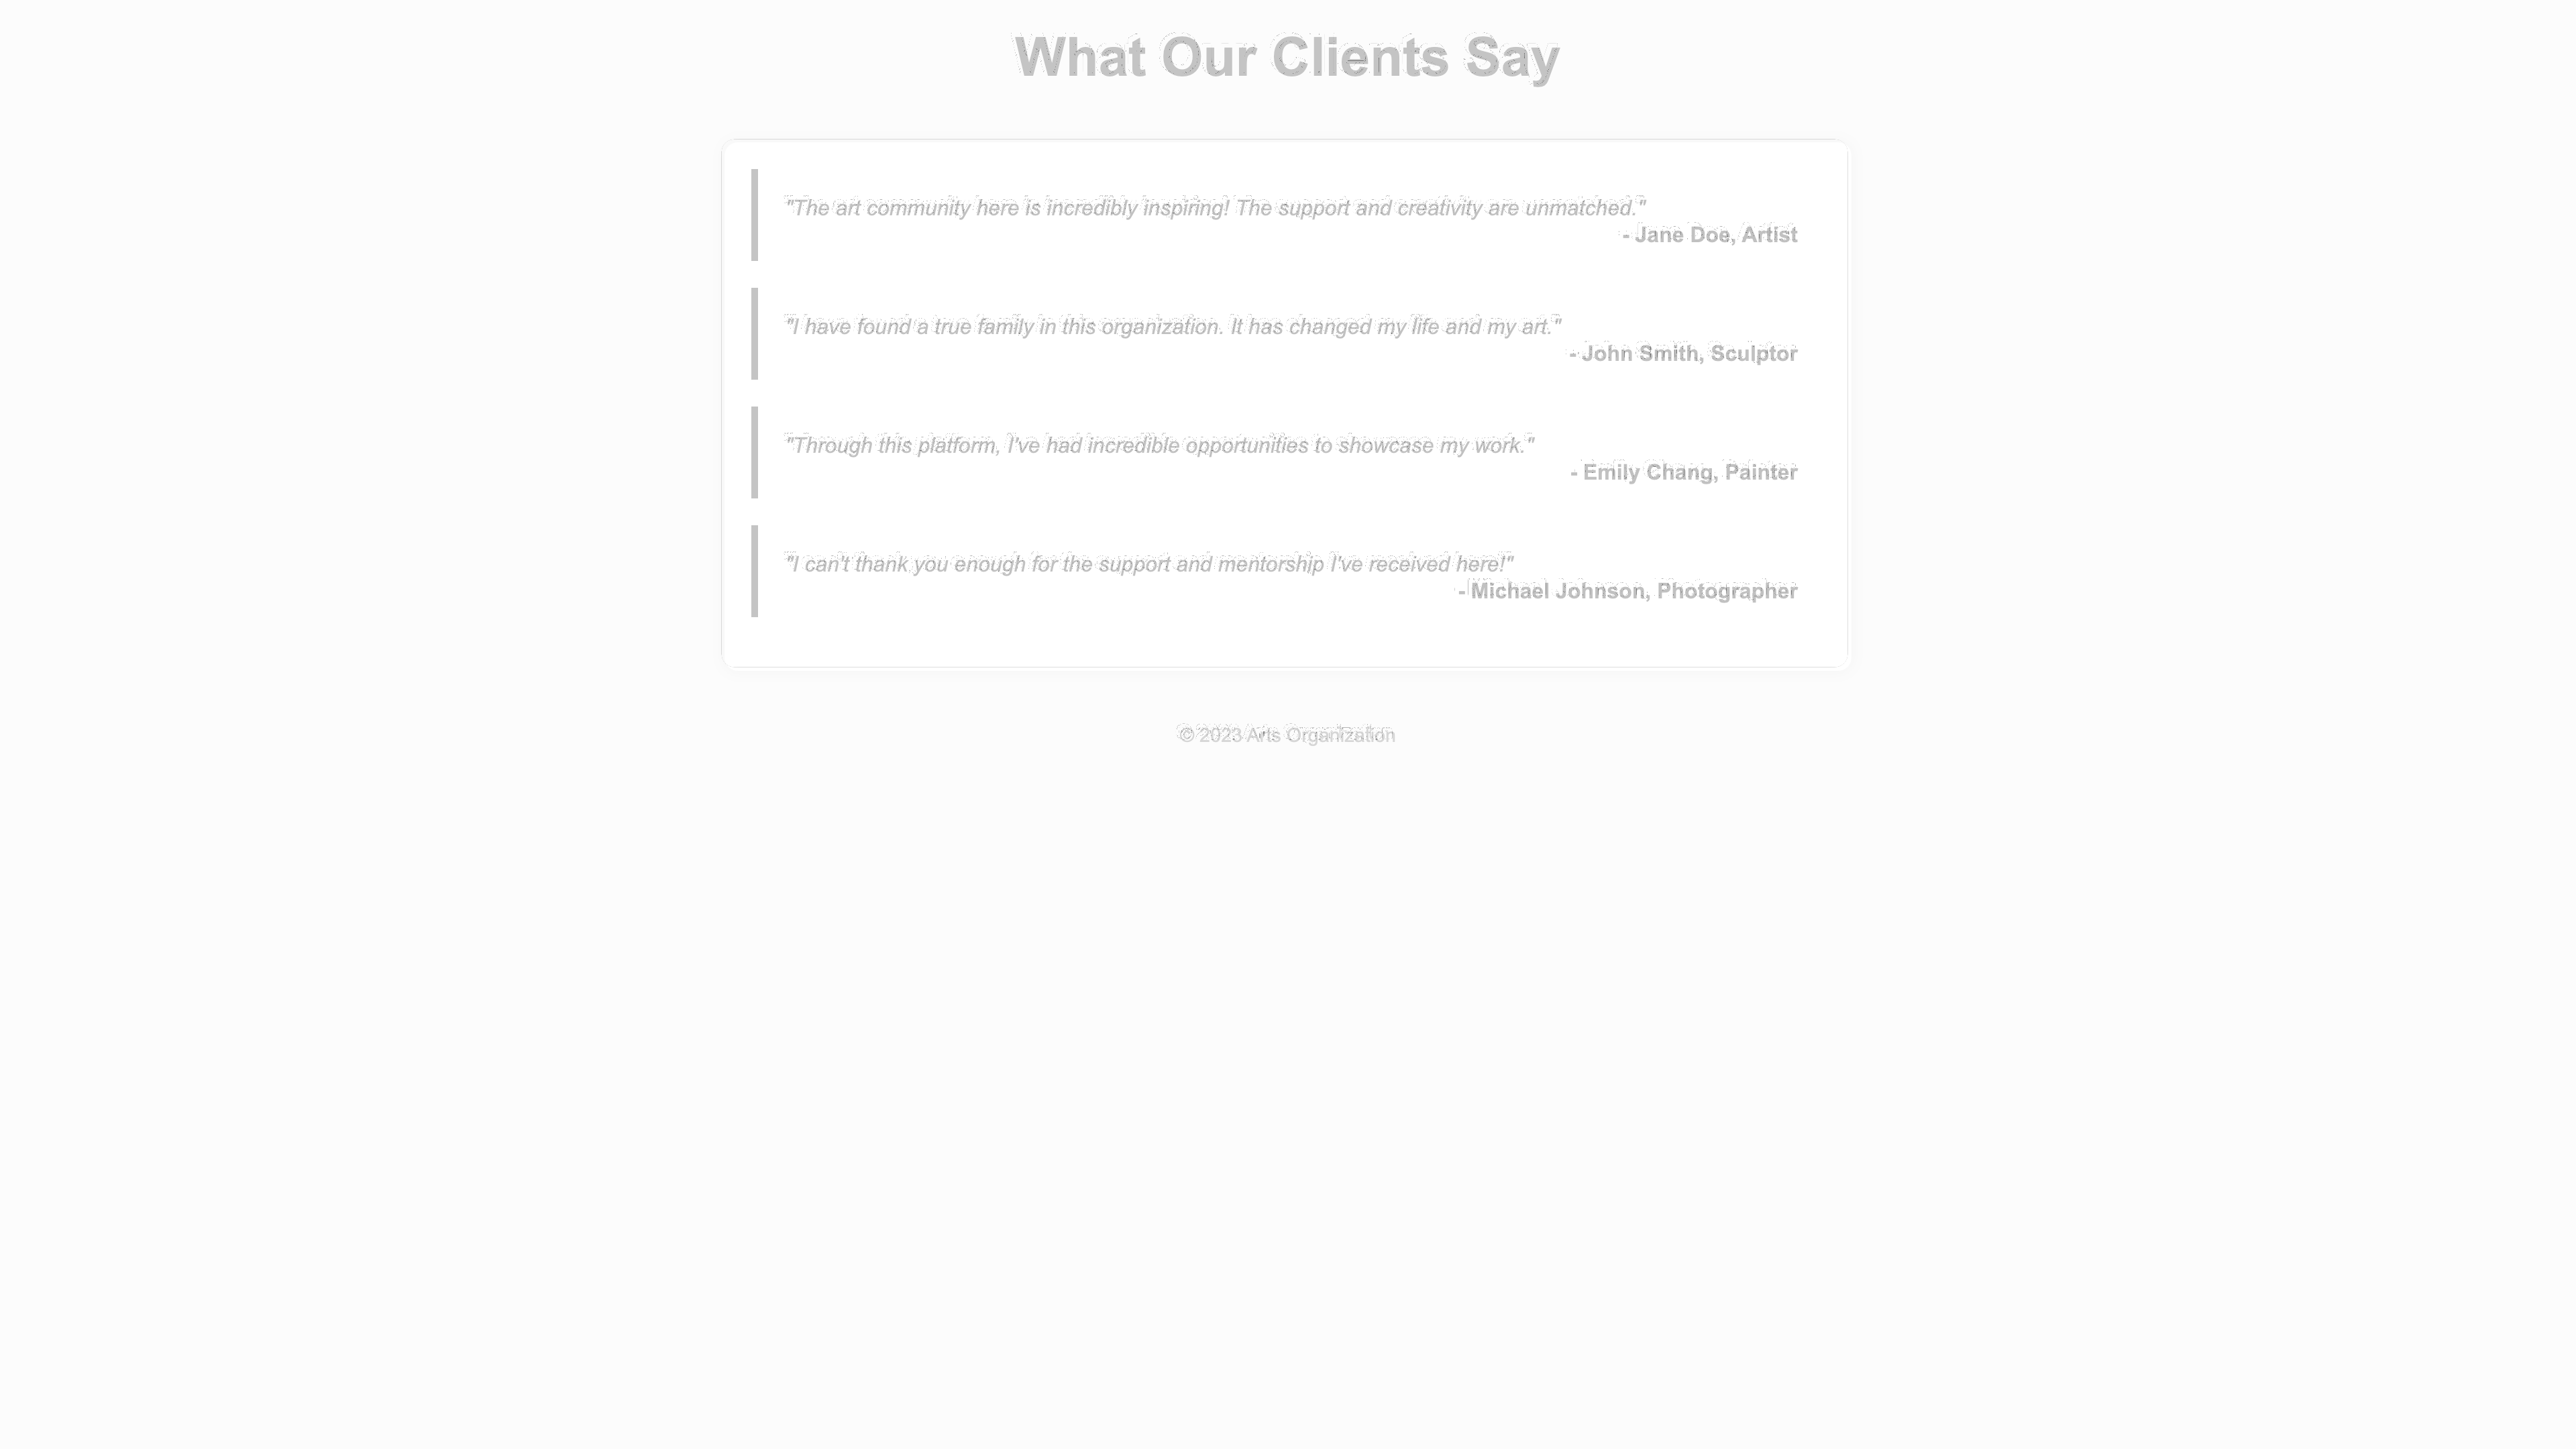 What Our Clients Say
"The art community here is incredibly inspiring! The support and creativity are unmatched."
- Jane Doe, Artist
"I have found a true family in this organization. It has changed my life and my art."
- John Smith, Sculptor
"Through this platform, I've had incredible opportunities to showcase my work."
- Emily Chang, Painter
"I can't thank you enough for the support and mentorship I've received here!"
- Michael Johnson, Photographer
© 2023 Arts Organization